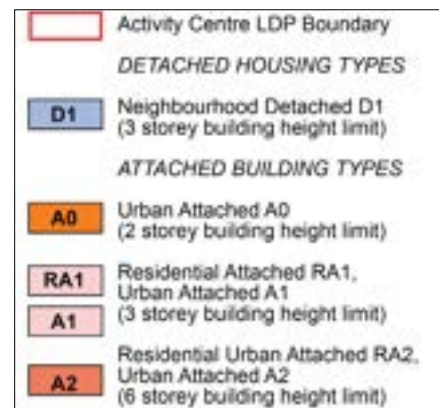 Activity Centre LDP Boundary
DETACHED HOUSING TYPES
D1
Neighbourhood Detached D1
(3 storey building height limit)
ATTACHED BUILDING TYPES
A0
Urban Attached A0
(2 storey building height limit)
RA1
Residential Attached RA1,
Urban Attached A1
A1
(3 storey building height limit)
Residential Urban Attached RA2,
A2
Urban Attached A2
(6 storey building height limit)